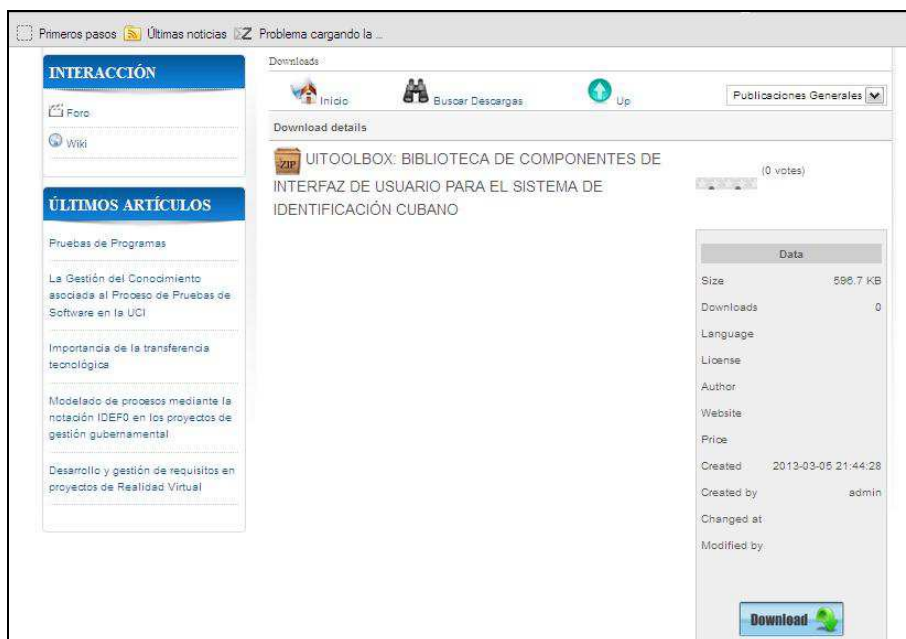 Primeros pasos Últimas noticias Problema cargando la ...
INTERACCIÓN
Foro
Wiki
ÚLTIMOS ARTÍCULOS
Pruebas de Programas
La Gestión del Conocimiento
asociada al Proceso de Pruebas de
Software en la UCI
Importancia de la transferencia
tecnológica
Modelado de procesos mediante la
notación IDEF0 en los proyectos de
gestión gubernamental
Desarrollo y gestión de requisitos en
proyectos de Realidad Virtual
Downloads
Inicio Buscar Descargas Up Publicaciones Generales
Download details
ZIP UITOOLBOX: BIBLIOTECA DE COMPONENTES DE
INTERFAZ DE USUARIO PARA EL SISTEMA DE
IDENTIFICACIÓN CUBANO
(0 votes)
Data
Size 596.7 KB
Downloads 0
Language
License
Author
Website
Price
Created 2013-03-05 21:44:28
Created by admin
Changed at
Modified by
Download